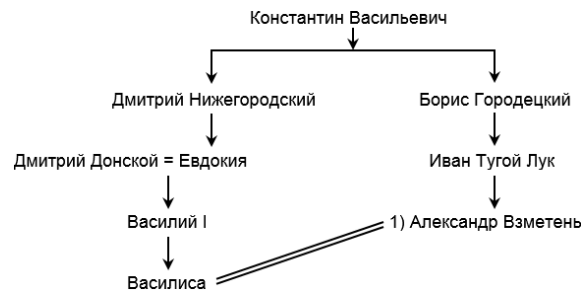 Константин Васильевич
Дмитрий Нижегородский Борис Городецкий
Дмитрий Донской = Евдокия Иван Тугой Лук
Василий I 1) Александр Взметень
Василиса